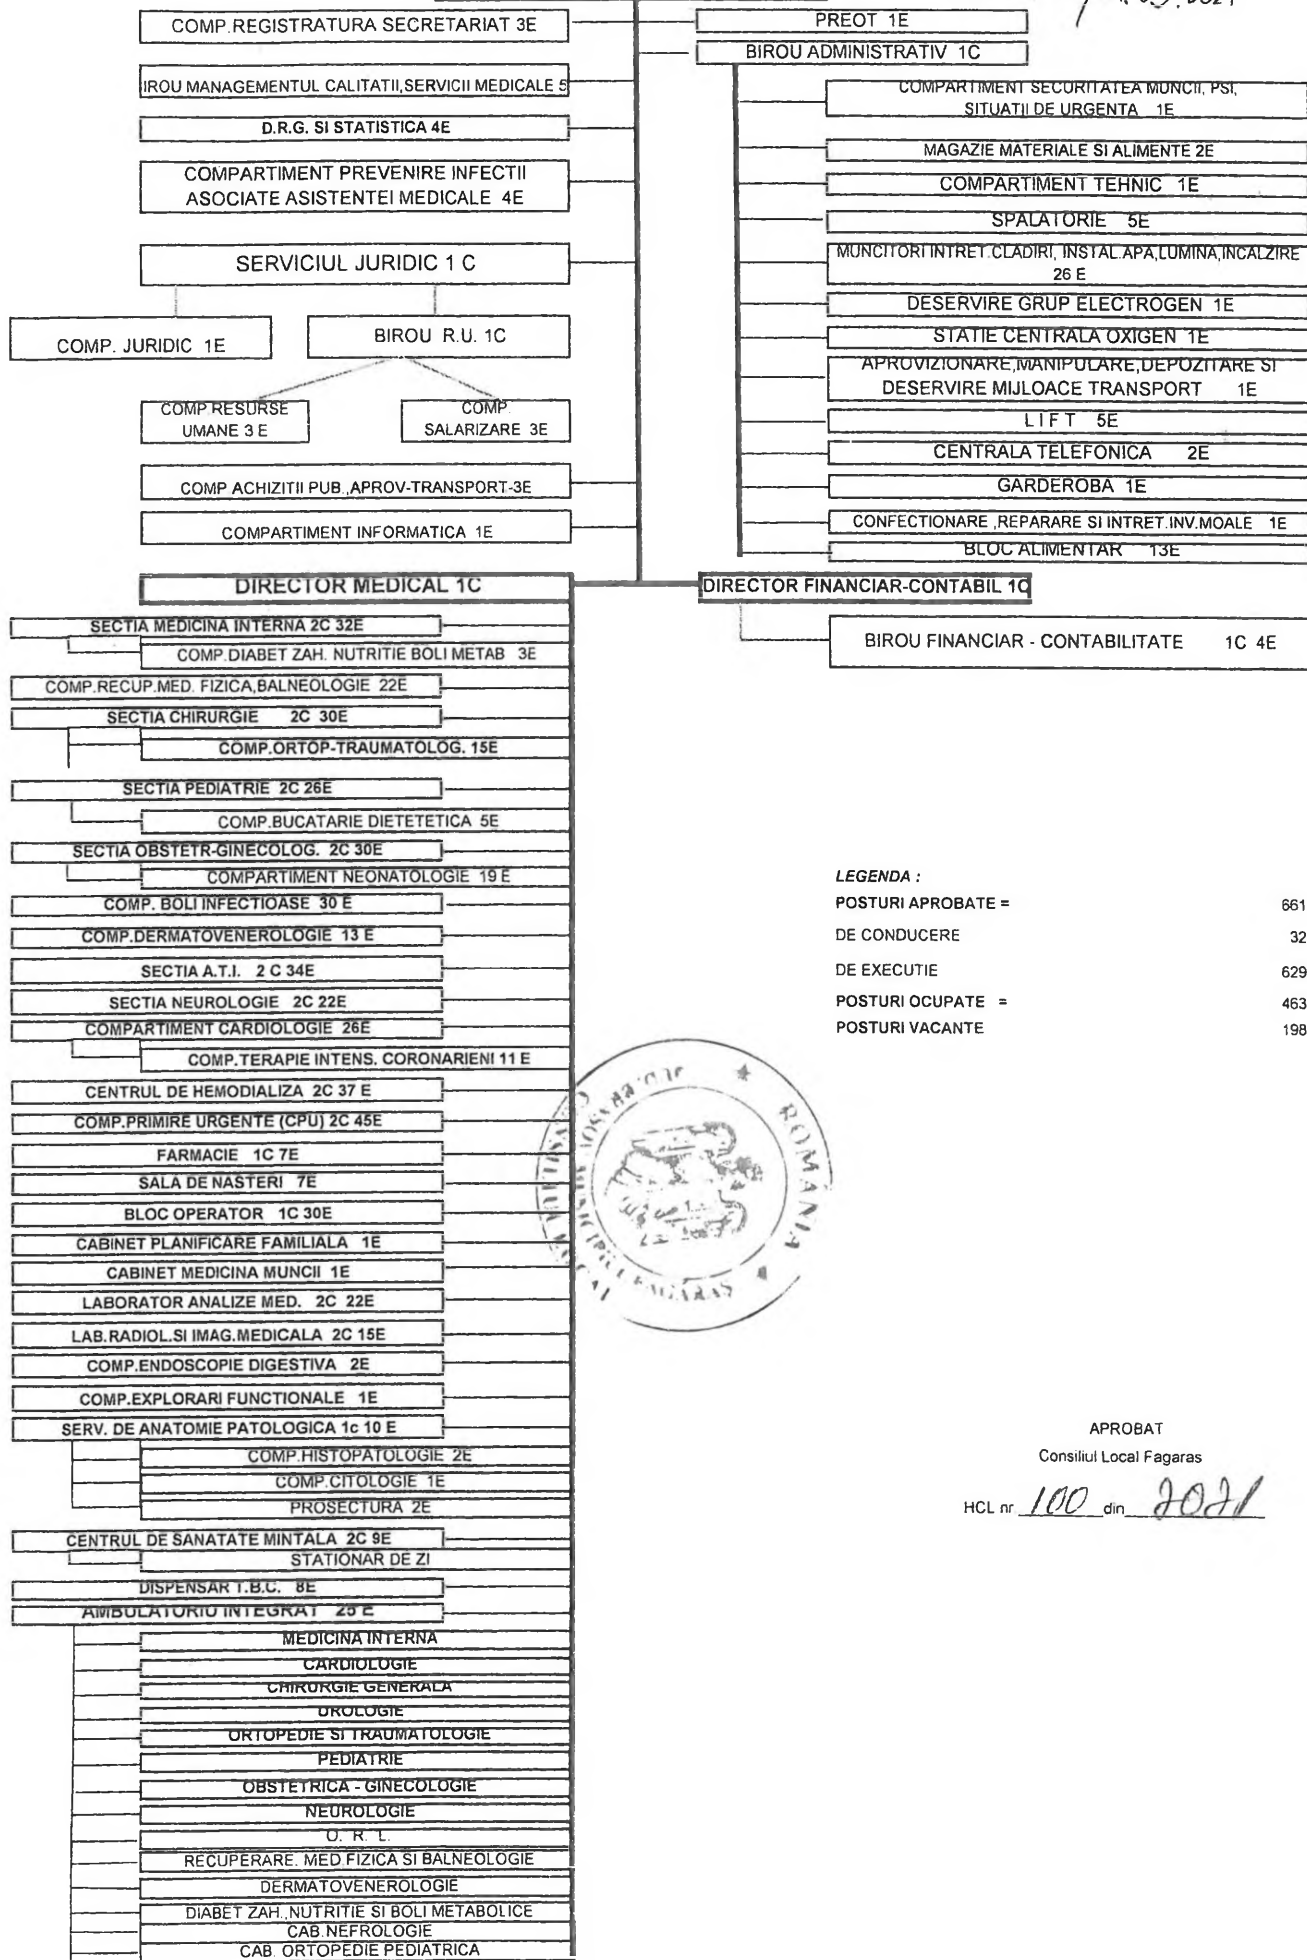 COMP.REGISTRATURA SECRETARIAT 3E
IROU MANAGEMENTUL CALITATII,SERVICII MEDICALE 5
D.R.G. SI STATISTICA 4E
COMPARTIMENT PREVENIRE INFECTII
ASOCIATE ASISTENTEI MEDICALE 4E
SERVICIUL JURIDIC 1 C
COMP. JURIDIC 1E
BIROU R.U. 1C
COMP.RESURSE
UMANE 3 E
COMP.
SALARIZARE 3E
COMP ACHIZITII PUB.,APROV-TRANSPORT-3E
COMPARTIMENT INFORMATICA 1E
PREOT 1E
BIROU ADMINISTRATIV 1C
COMPARTIMENT SECURITATEA MUNCII, PSI,
SITUATII DE URGENTA 1E
MAGAZIE MATERIALE SI ALIMENTE 2E
COMPARTIMENT TEHNIC 1E
SPALATORIE 5E
MUNCITORI INTRET.CLADIRI, INSTAL.APA,LUMINA,INCALZIRE
26 E
DESERVIRE GRUP ELECTROGEN 1E
STATIE CENTRALA OXIGEN 1E
APROVIZIONARE,MANIPULARE,DEPOZITARE SI
DESERVIRE MIJLOACE TRANSPORT 1E
L I F T 5E
CENTRALA TELEFONICA 2E
GARDEROBA 1E
CONFECTIONARE ,REPARARE SI INTRET.INV.MOALE 1E
BLOC ALIMENTAR 13E
DIRECTOR MEDICAL 1C
DIRECTOR FINANCIAR-CONTABIL 1C
BIROU FINANCIAR - CONTABILITATE 1C 4E
SECTIA MEDICINA INTERNA 2C 32E
COMP.DIABET ZAH. NUTRITIE BOLI METAB 3E
COMP.RECUP.MED. FIZICA,BALNEOLOGIE 22E
SECTIA CHIRURGIE 2C 30E
COMP.ORTOP-TRAUMATOLOG. 15E
SECTIA PEDIATRIE 2C 26E
COMP.BUCATARIE DIETETETICA 5E
SECTIA OBSTETR-GINECOLOG. 2C 30E
COMPARTIMENT NEONATOLOGIE 19 E
COMP. BOLI INFECTIOASE 30 E
COMP.DERMATOVENEROLOGIE 13 E
SECTIA A.T.I. 2 C 34E
SECTIA NEUROLOGIE 2C 22E
COMPARTIMENT CARDIOLOGIE 26E
COMP.TERAPIE INTENS. CORONARIENI 11 E
CENTRUL DE HEMODIALIZA 2C 37 E
COMP.PRIMIRE URGENTE (CPU) 2C 45E
FARMACIE 1C 7E
SALA DE NASTERI 7E
BLOC OPERATOR 1C 30E
CABINET PLANIFICARE FAMILIALA 1E
CABINET MEDICINA MUNCII 1E
LABORATOR ANALIZE MED. 2C 22E
LAB.RADIOL.SI IMAG.MEDICALA 2C 15E
COMP.ENDOSCOPIE DIGESTIVA 2E
COMP.EXPLORARI FUNCTIONALE 1E
SERV. DE ANATOMIE PATOLOGICA 1c 10 E
COMP.HISTOPATOLOGIE 2E
COMP.CITOLOGIE 1E
PROSECTURA 2E
CENTRUL DE SANATATE MINTALA 2C 9E
STATIONAR DE ZI
DISPENSAR T.B.C. 8E
AMBULATORIU INTEGRAT 25 E
MEDICINA INTERNA
CARDIOLOGIE
CHIRURGIE GENERALA
UROLOGIE
ORTOPEDIE SI TRAUMATOLOGIE
PEDIATRIE
OBSTETRICA - GINECOLOGIE
NEUROLOGIE
O. R. L.
RECUPERARE. MED.FIZICA SI BALNEOLOGIE
DERMATOVENEROLOGIE
DIABET ZAH.,NUTRITIE SI BOLI METABOLICE
CAB.NEFROLOGIE
CAB. ORTOPEDIE PEDIATRICA
LEGENDA :
POSTURI APROBATE = 661
DE CONDUCERE 32
DE EXECUTIE 629
POSTURI OCUPATE = 463
POSTURI VACANTE 198
ROMÂNIA
FAGARAS
APROBAT
Consiliul Local Fagaras
HCL nr 100 din 2021